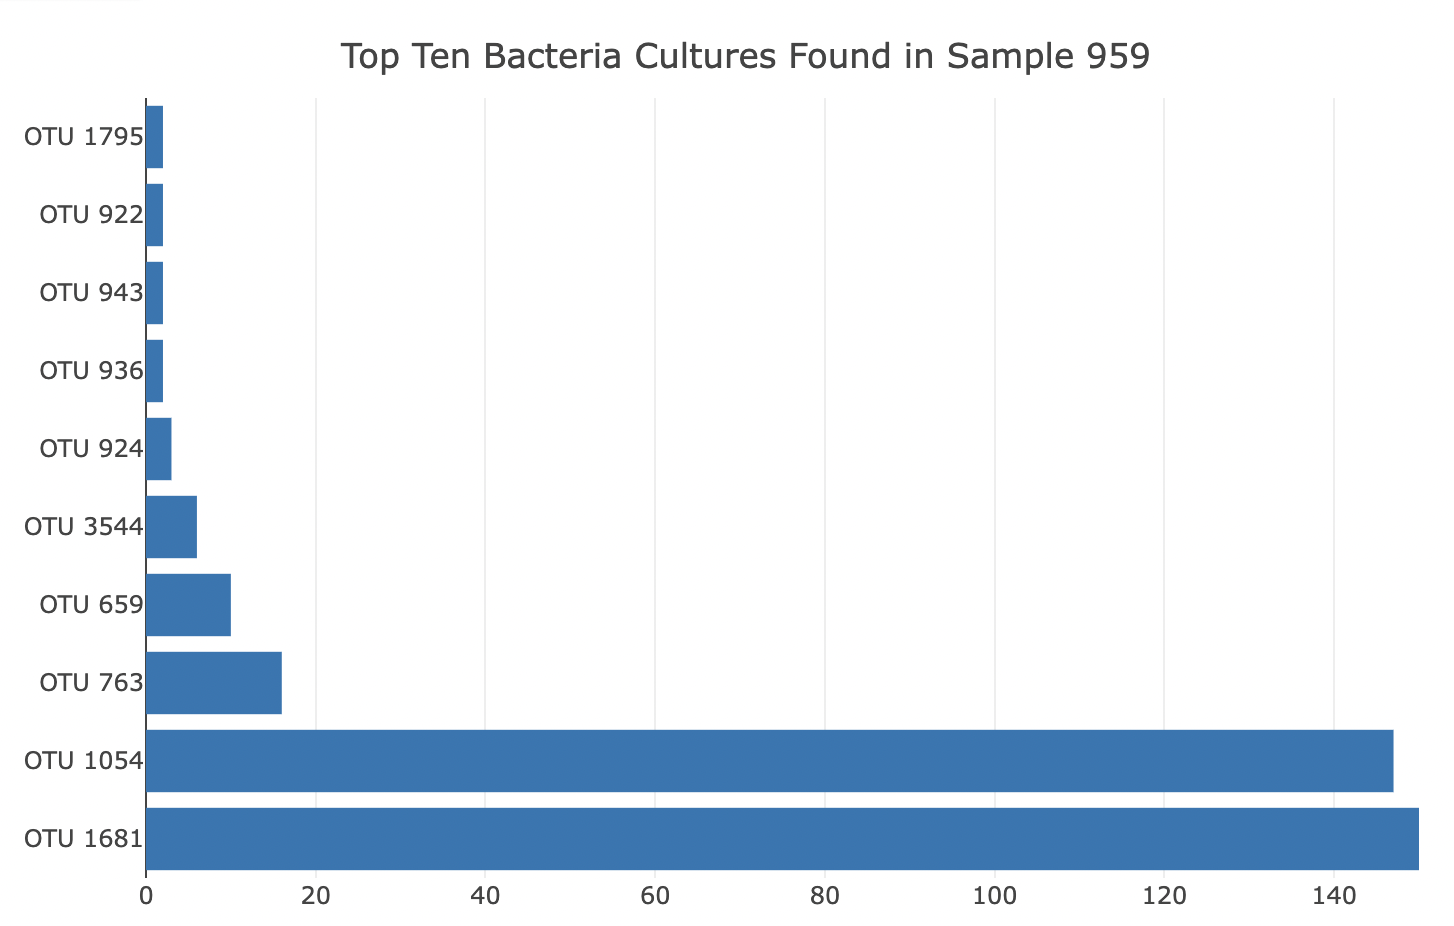 Top Ten Bacteria Cultures Found in Sample 959
OTU 1795
OTU 922
OTU 943
OTU 936
OTU 924
OTU 3544
OTU 659
OTU 763
OTU 1054
OTU 1681
0 20 40 60 80 100 120 140